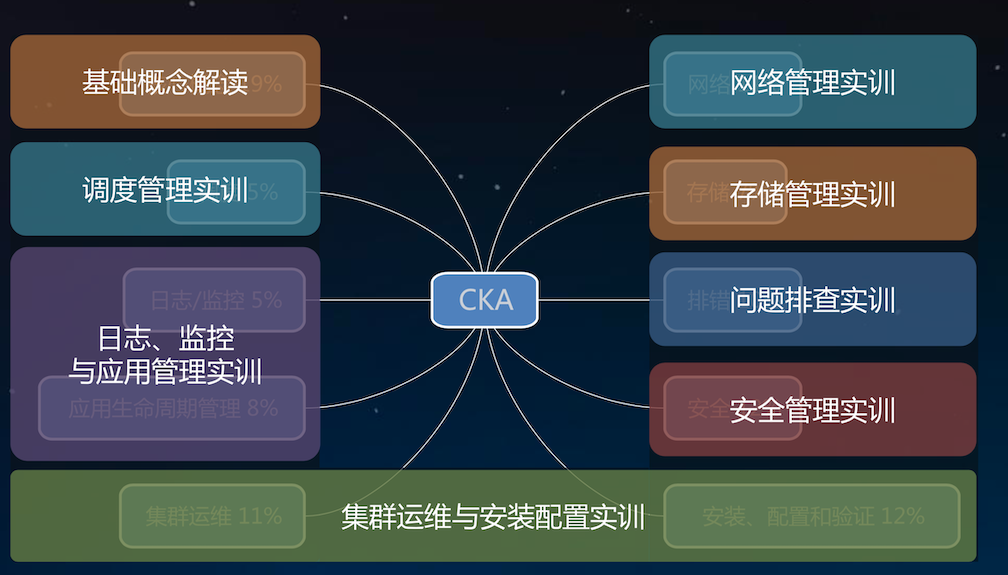 基础概念解读
9%
调度管理实训
5%
日志/监控 5%
日志、监控
与应用管理实训
应用生命周期管理 8%
CKA
网络
网络管理实训
存储
存储管理实训
排错
问题排查实训
安全
安全管理实训
集群运维 11%
集群运维与安装配置实训
安装、配置和验证 12%